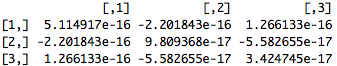 [,1] [,2] [,3]
[1,] 5.114917e-16 -2.201843e-16 1.266133e-16
[2,] -2.201843e-16 9.809368e-17 -5.582655e-17
[3,] 1.266133e-16 -5.582655e-17 3.424745e-17